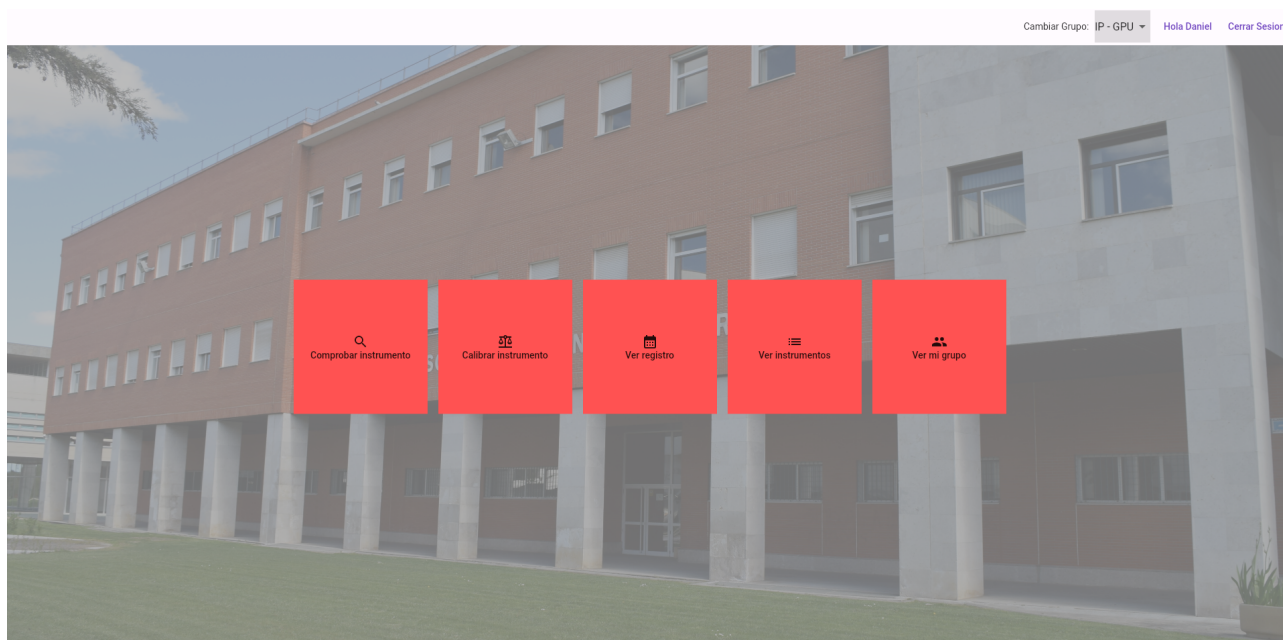 Cambiar Grupo: IP - GPU Hola Daniel Cerrar Sesion
Comprobar instrumento
Calibrar instrumento
Ver registro
Ver instrumentos
Ver mi grupo